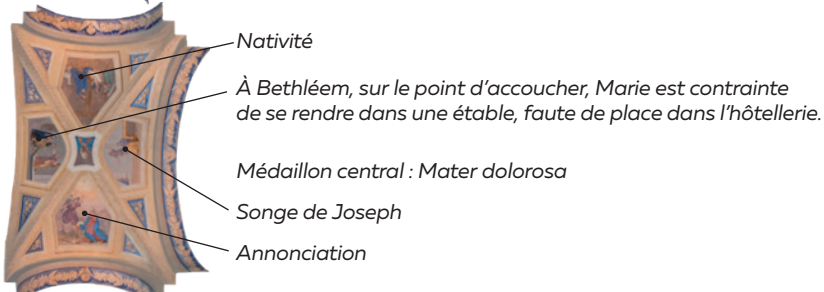 Nativité
À Bethléem, sur le point d’accoucher, Marie est contrainte
de se rendre dans une étable, faute de place dans l’hôtellerie.
Médaillon central : Mater dolorosa
Songe de Joseph
Annonciation